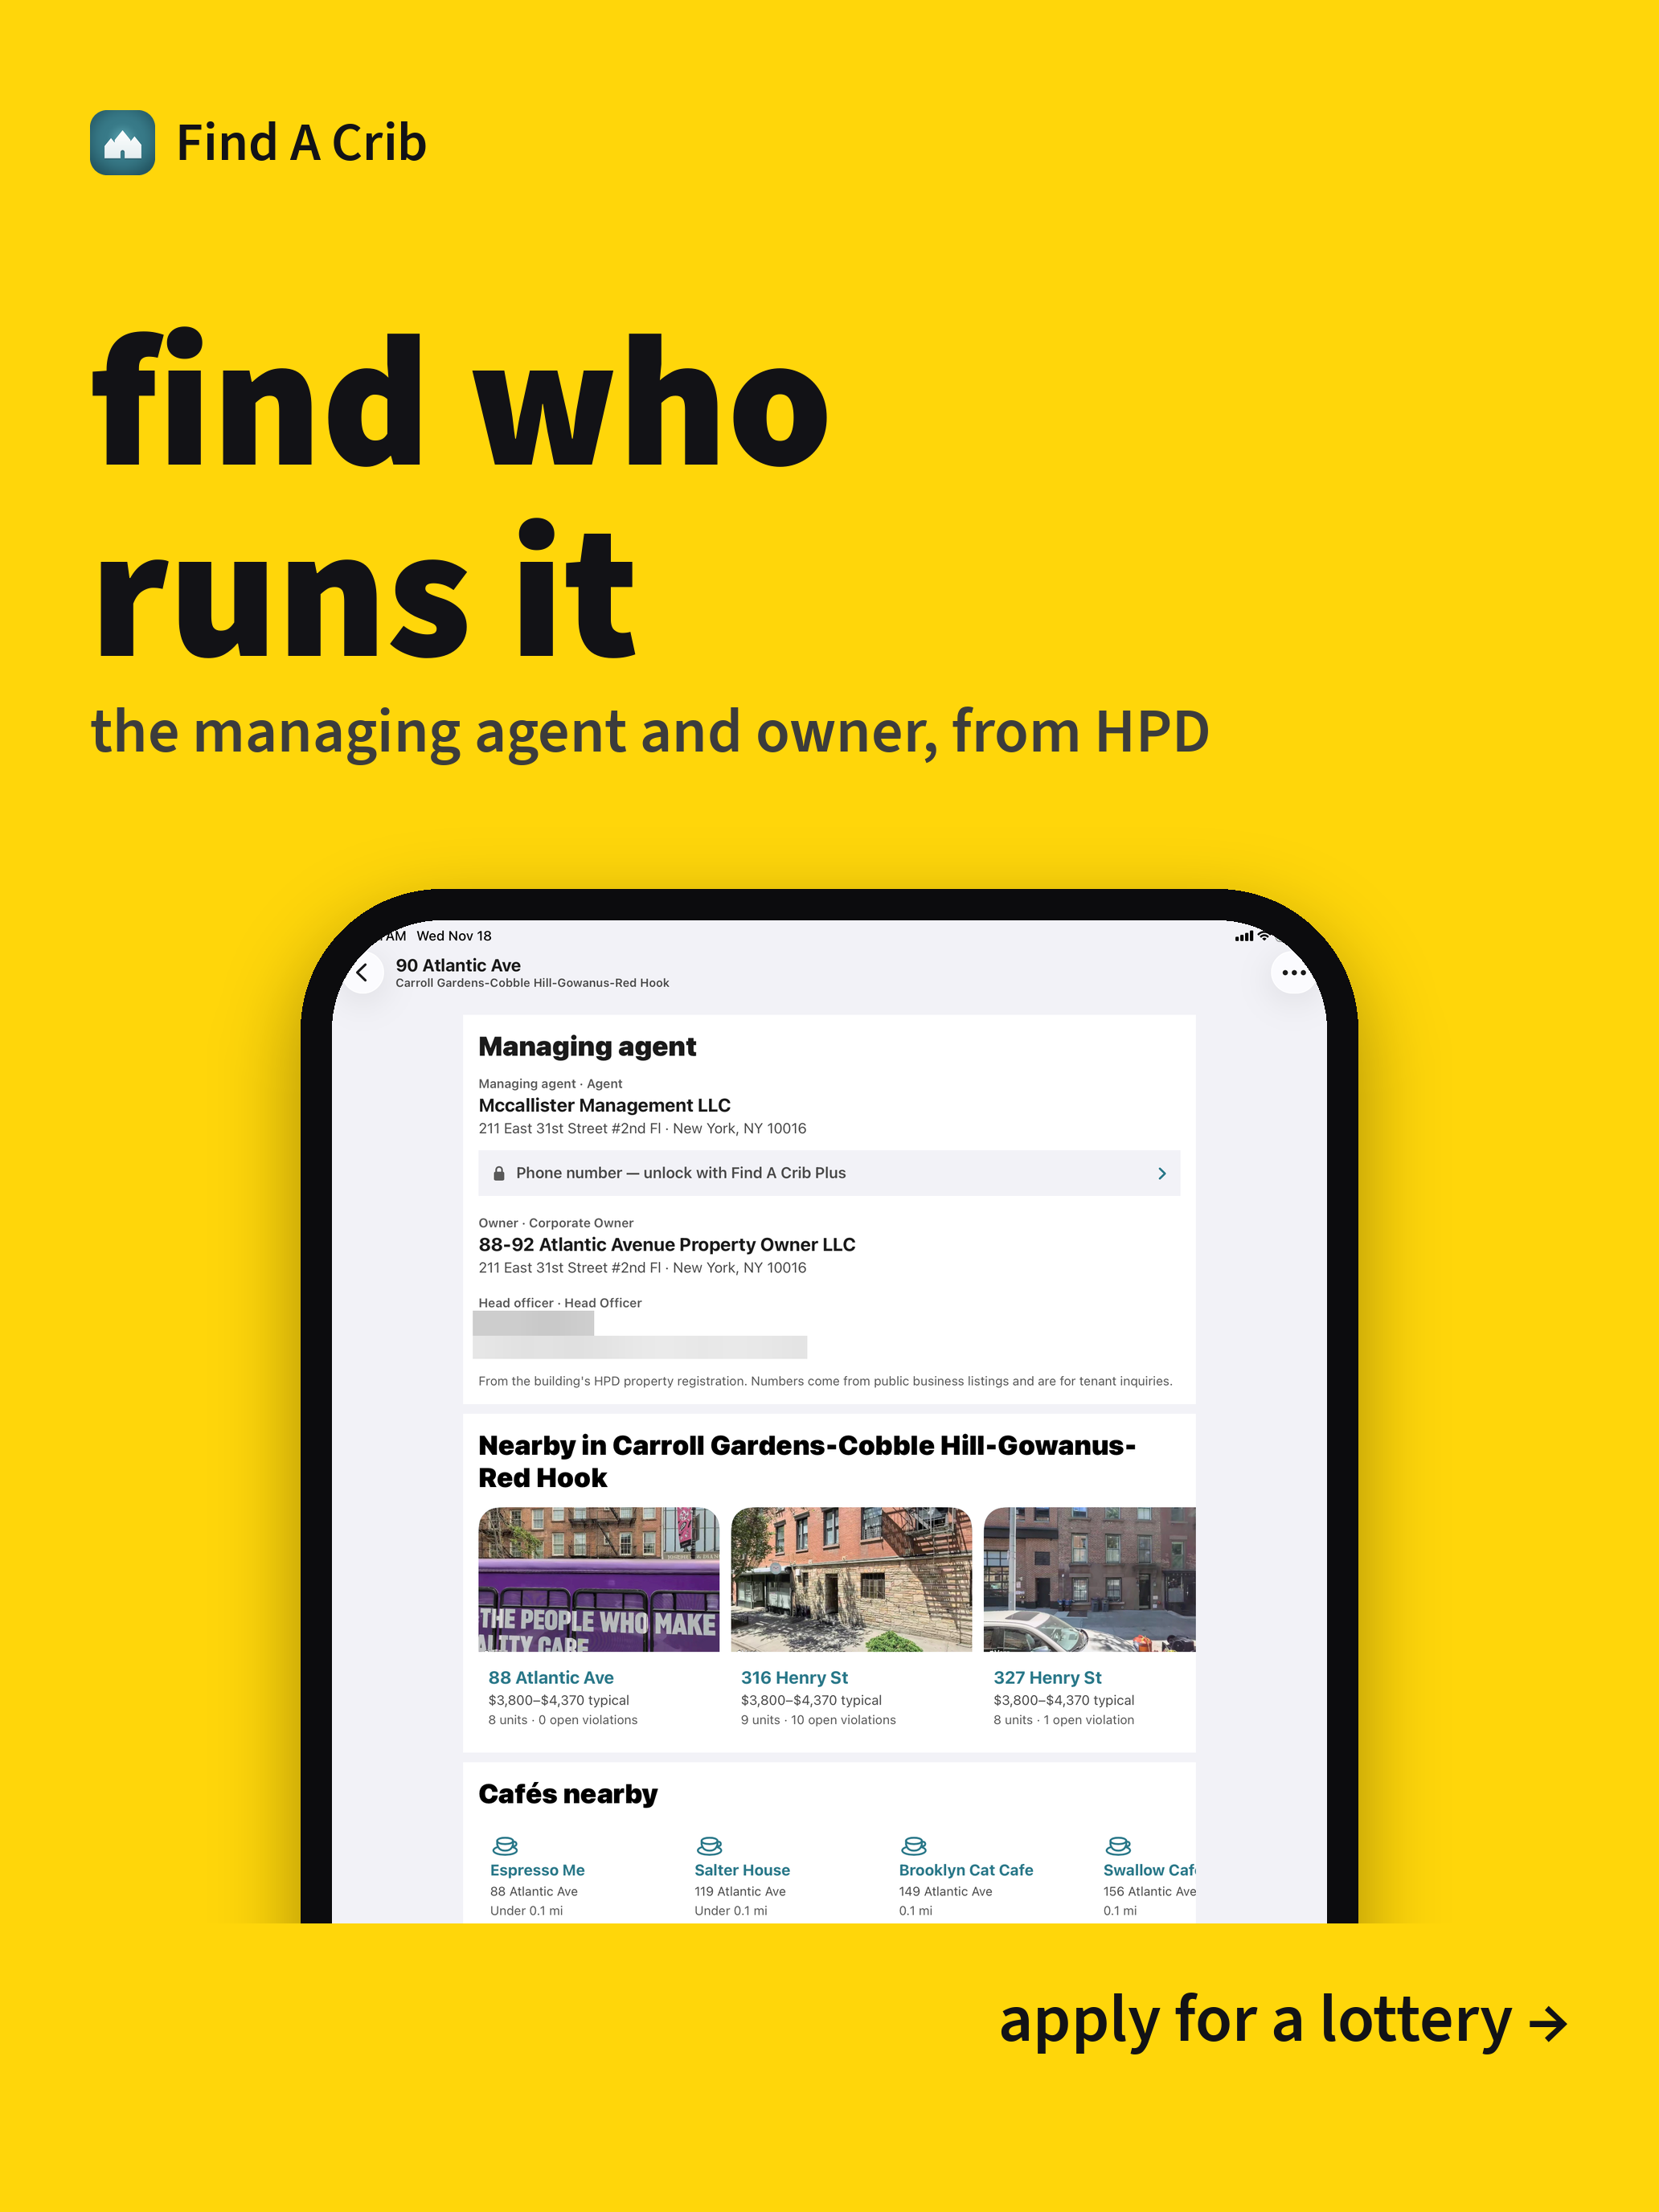 Find A Crib
find who
runs it
the managing agent and owner, from HPD
AM Wed Nov 18
90 Atlantic Ave
Carroll Gardens-Cobble Hill-Gowanus-Red Hook
Managing agent
Managing agent · Agent
Mccallister Management LLC
211 East 31st Street #2nd Fl · New York, NY 10016
Phone number — unlock with Find A Crib Plus
Owner · Corporate Owner
88-92 Atlantic Avenue Property Owner LLC
211 East 31st Street #2nd Fl · New York, NY 10016
Head officer · Head Officer
From the building's HPD property registration. Numbers come from public business listings and are for tenant inquiries.
Nearby in Carroll Gardens-Cobble Hill-Gowanus-
Red Hook
THE PEOPLE WHO MAKE
ALITY CARE
88 Atlantic Ave
$3,800–$4,370 typical
8 units · 0 open violations
316 Henry St
$3,800–$4,370 typical
9 units · 10 open violations
327 Henry St
$3,800–$4,370 typical
8 units · 1 open violation
Cafés nearby
Espresso Me
88 Atlantic Ave
Under 0.1 mi
Salter House
119 Atlantic Ave
Under 0.1 mi
Brooklyn Cat Cafe
149 Atlantic Ave
0.1 mi
Swallow Caf
156 Atlantic Ave
0.1 mi
apply for a lottery →